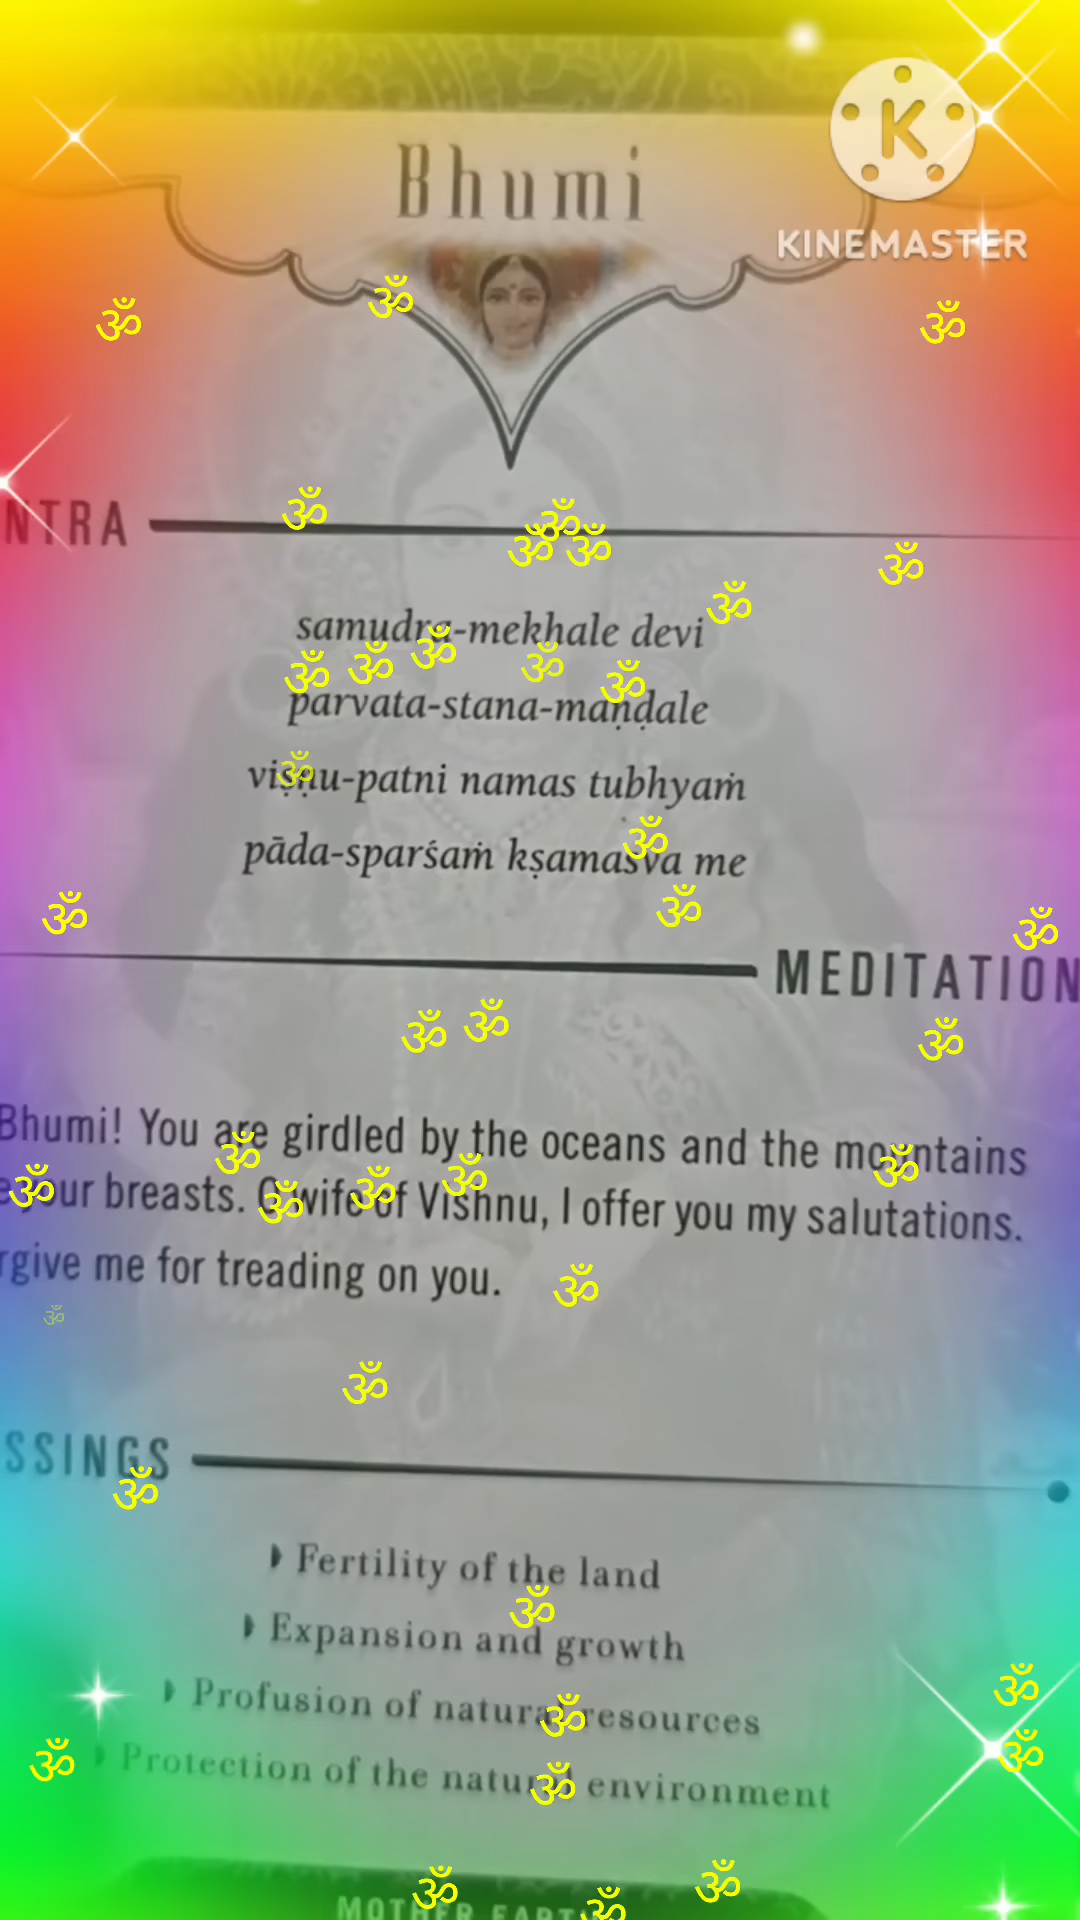 Bhumi
K
KINEMASTER
NTRA
samudra-mekhale devi
parvata-stana-maṇḍale
viṣṇu-patni namas tubhyaṁ
pāda-sparśaṁ kṣamasva me
MEDITATION
Bhumi! You are girdled by the oceans and the mountains
e your breasts. O wife of Vishnu, I offer you my salutations.
rgive me for treading on you.
SSINGS
Fertility of the land
Expansion and growth
Profusion of natural resources
Protection of the natural environment
MOTHER EARTH